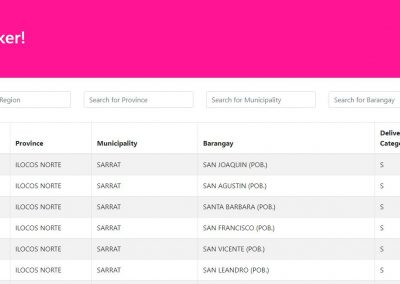 ker!
Region
Search for Province
Search for Municipality
Search for Barangay
Province Municipality Barangay Delive
Catego
ILOCOS NORTE SARRAT SAN JOAQUIN (POB.) S
ILOCOS NORTE SARRAT SAN AGUSTIN (POB.) S
ILOCOS NORTE SARRAT SANTA BARBARA (POB.) S
ILOCOS NORTE SARRAT SAN FRANCISCO (POB.) S
ILOCOS NORTE SARRAT SAN VICENTE (POB.) S
ILOCOS NORTE SARRAT SAN LEANDRO (POB.) S